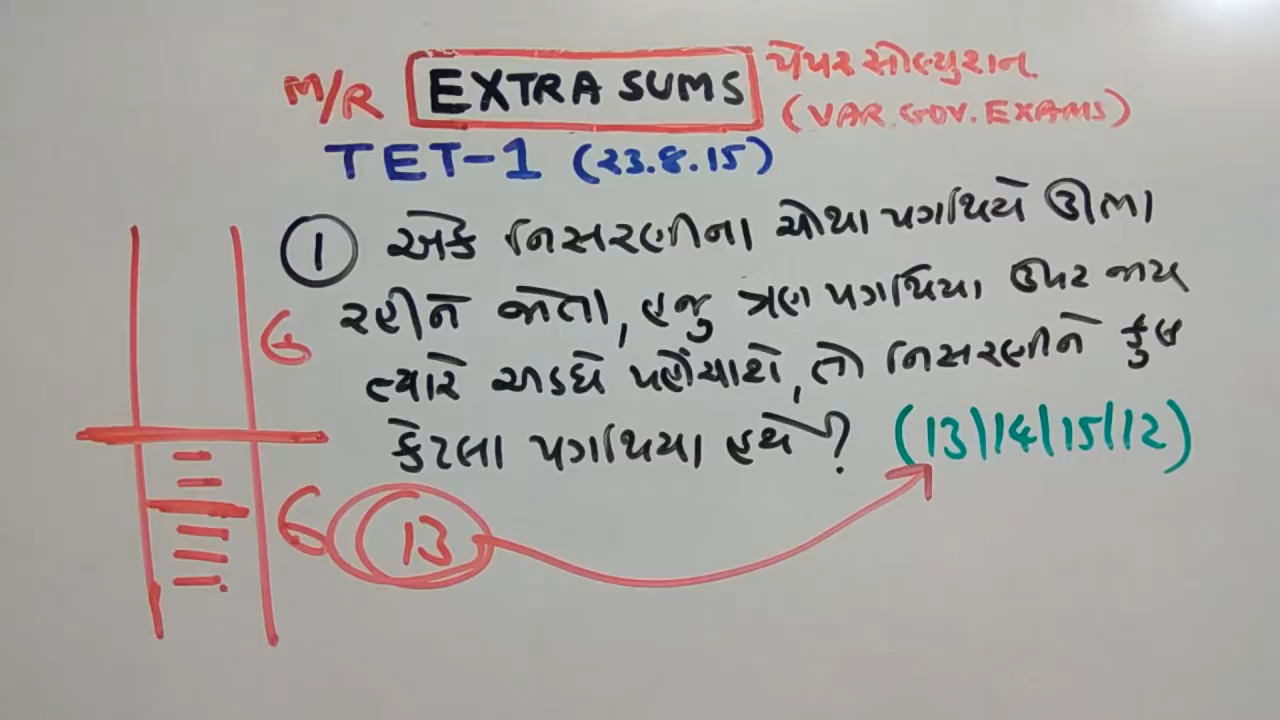 M/R EXTRA SUMS પેપર સોલ્યુશન
(VAR. GOV. EXAMS)
TET-1 (23.8.15)
1 એક નિસરણીના ચોથા પગથિયે ઊભા
રહીને જોતા, હજુ ત્રણ પગથિયા ઉપર જાય
ત્યારે અડધે પહોંચાશે, તો નિસરણીને કુલ
કેટલા પગથિયા હશે? (13/14/15/12)
6
6 13